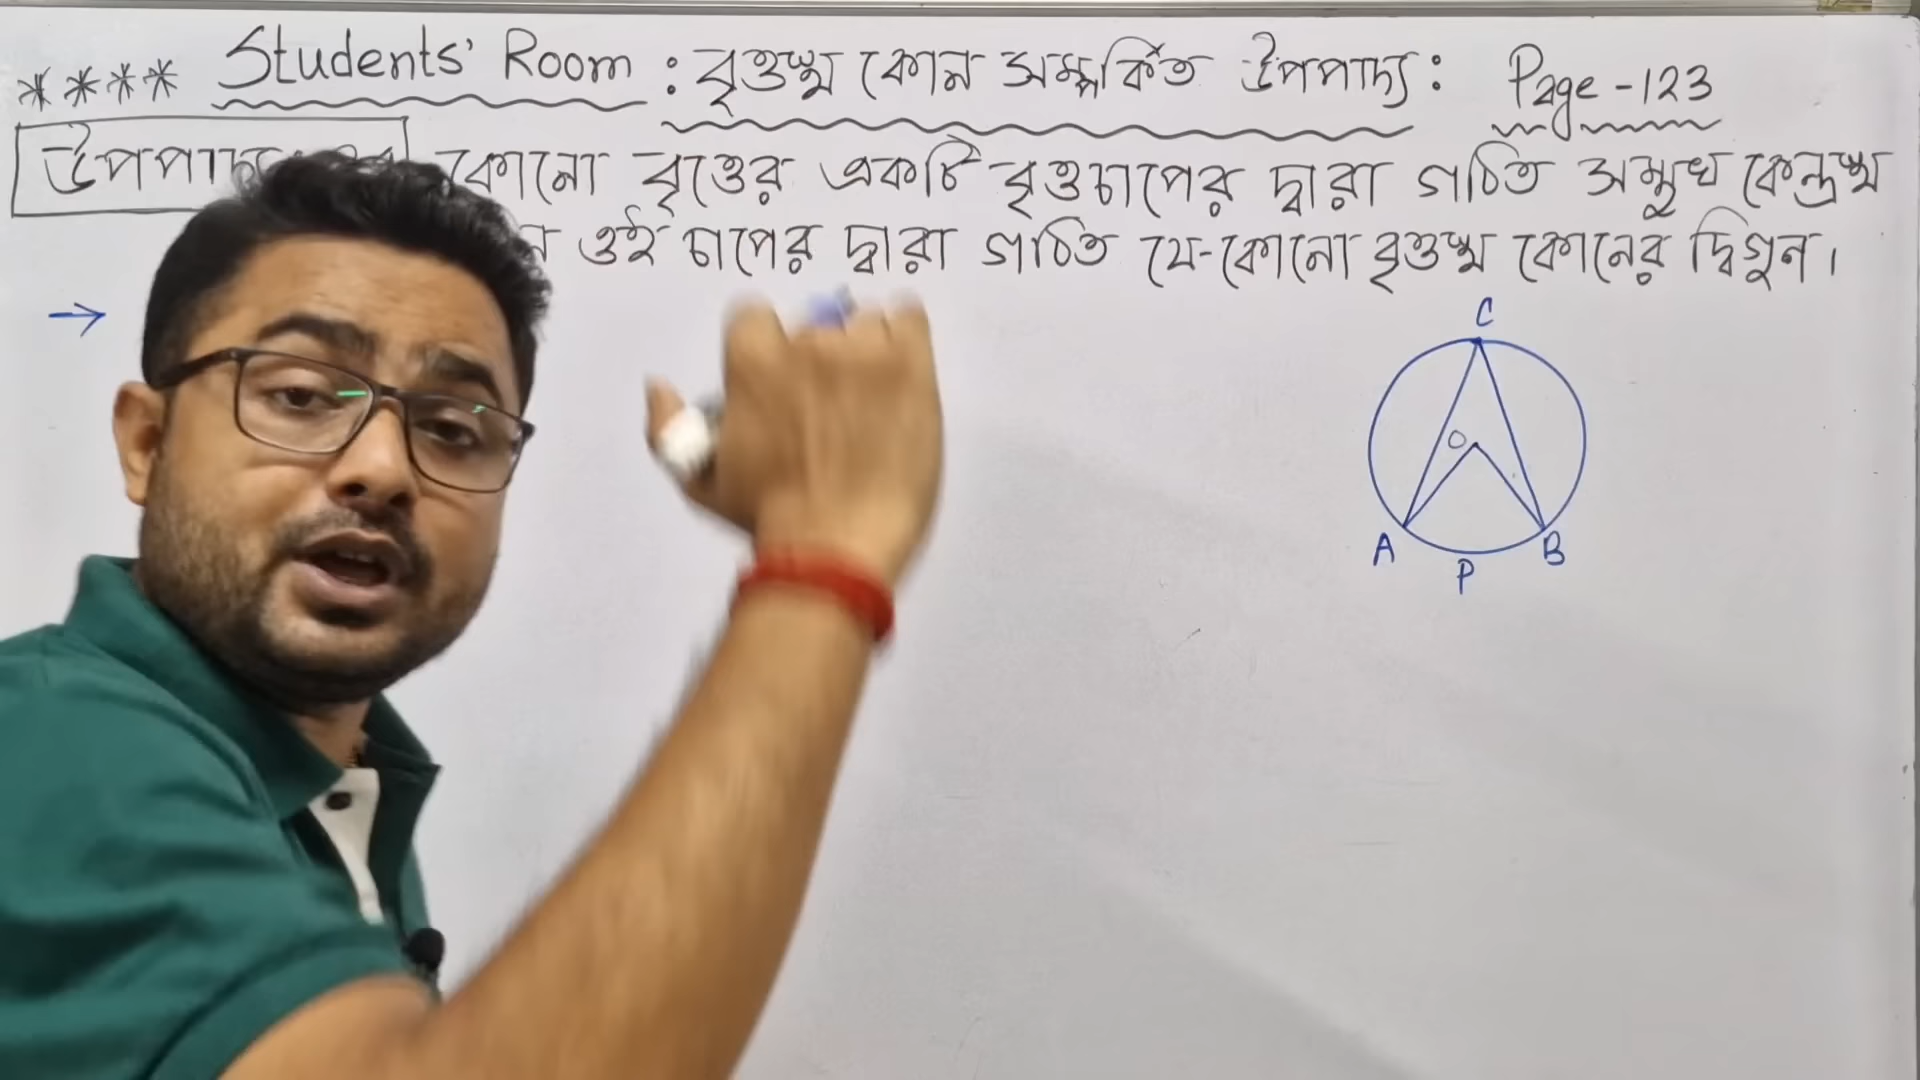 **** Students' Room : বৃত্তস্থ কোন সম্পর্কিত উপপাদ্য : Page-123
উপপাদ্য কোনো বৃত্তের একটি বৃত্তচাপের দ্বারা গঠিত সম্মুখ কেন্দ্রস্থ
ন ওই চাপের দ্বারা গঠিত যে-কোনো বৃত্তস্থ কোনের দ্বিগুন।
→
C
O
A B
P